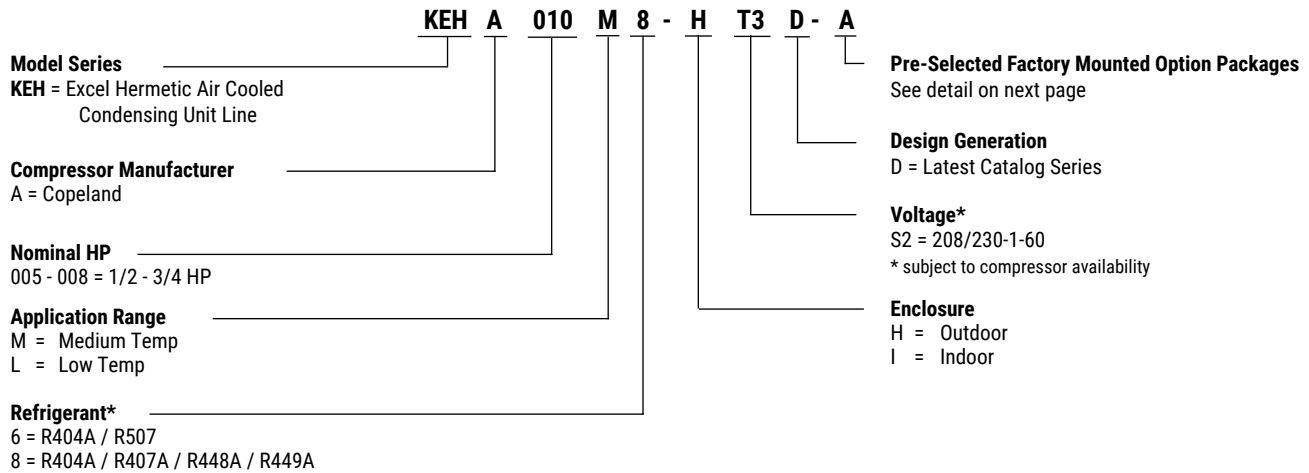 KEH A 010 M 8 - H T3 D - A
Model Series
KEH = Excel Hermetic Air Cooled
Condensing Unit Line
Compressor Manufacturer
A = Copeland
Nominal HP
005 - 008 = 1/2 - 3/4 HP
Application Range
M = Medium Temp
L = Low Temp
Refrigerant*
6 = R404A / R507
8 = R404A / R407A / R448A / R449A
Pre-Selected Factory Mounted Option Packages
See detail on next page
Design Generation
D = Latest Catalog Series
Voltage*
S2 = 208/230-1-60
* subject to compressor availability
Enclosure
H = Outdoor
I = Indoor